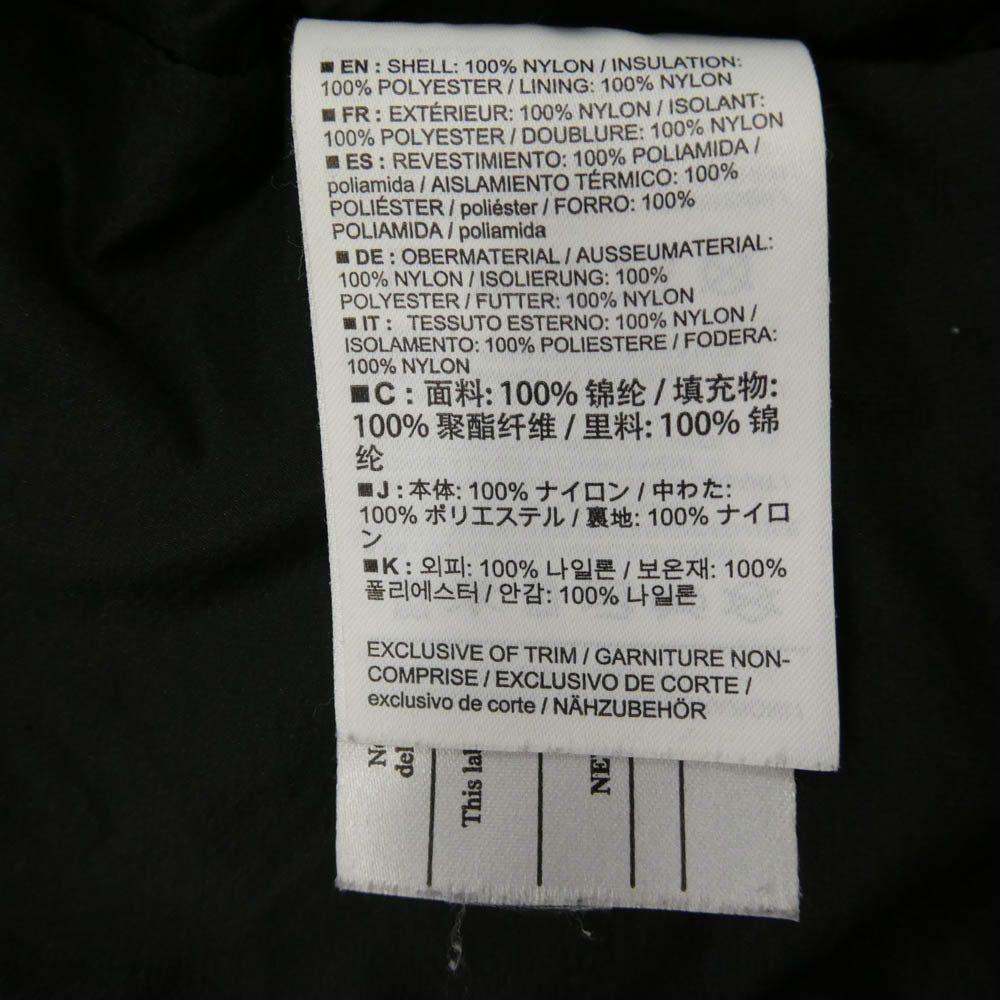 ■ EN : SHELL: 100% NYLON / INSULATION:
100% POLYESTER / LINING: 100% NYLON
■ FR : EXTÉRIEUR: 100% NYLON / ISOLANT:
100% POLYESTER / DOUBLURE: 100% NYLON
■ ES : REVESTIMIENTO: 100% POLIAMIDA /
poliamida / AISLAMIENTO TÉRMICO: 100%
POLIÉSTER / poliéster / FORRO: 100%
POLIAMIDA / poliamida
■ DE : OBERMATERIAL / AUSSEUMATERIAL:
100% NYLON / ISOLIERUNG: 100%
POLYESTER / FUTTER: 100% NYLON
■ IT : TESSUTO ESTERNO: 100% NYLON /
ISOLAMENTO: 100% POLIESTERE / FODERA:
100% NYLON
■C : 面料: 100% 锦纶 / 填充物:
100% 聚酯纤维 / 里料: 100% 锦
纶
■J : 本体: 100% ナイロン / 中わた:
100% ポリエステル / 裏地: 100% ナイロ
ン
■K : 외피: 100% 나일론 / 보온재: 100%
폴리에스터 / 안감: 100% 나일론
EXCLUSIVE OF TRIM / GARNITURE NON-
COMPRISE / EXCLUSIVO DE CORTE /
exclusivo de corte / NÄHZUBEHÖR
del
This